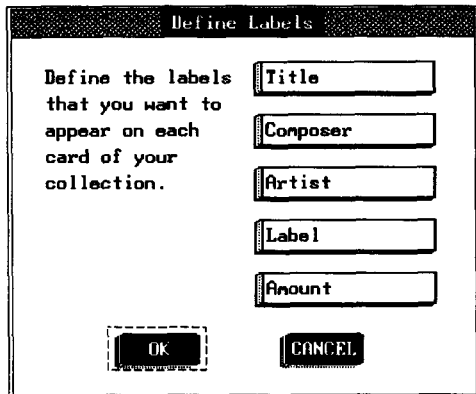 Define Labels
Define the labels
that you want to
appear on each
card of your
collection.
Title
Composer
Artist
Label
Amount
OK
CANCEL